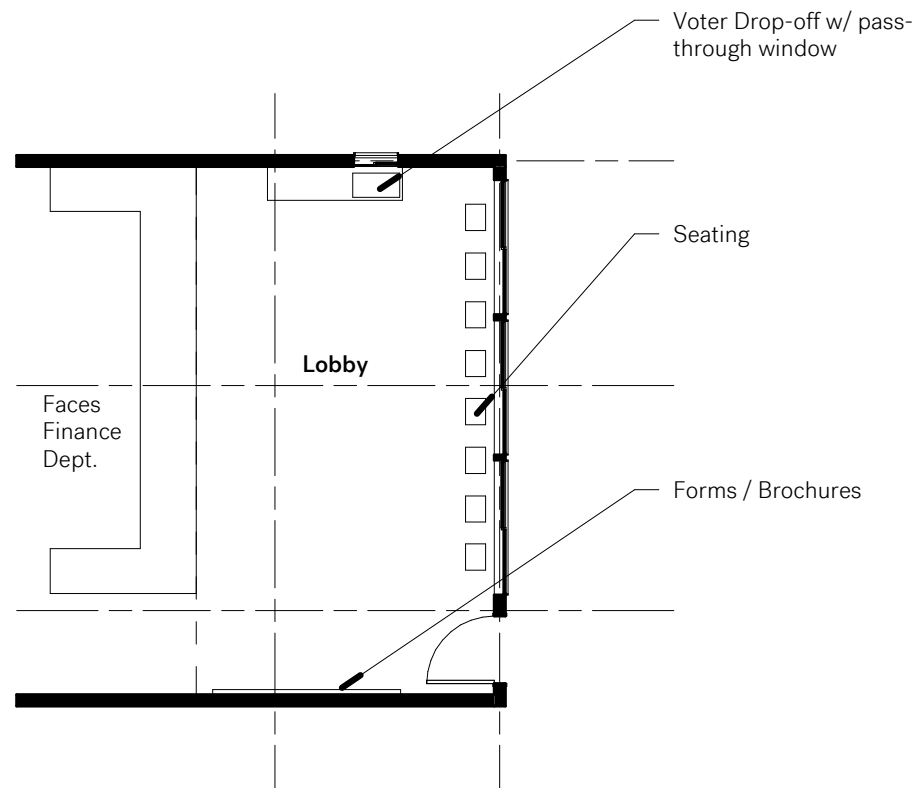 Voter Drop-off w/ pass-
through window
Seating
Lobby
Faces
Finance
Dept.
Forms / Brochures